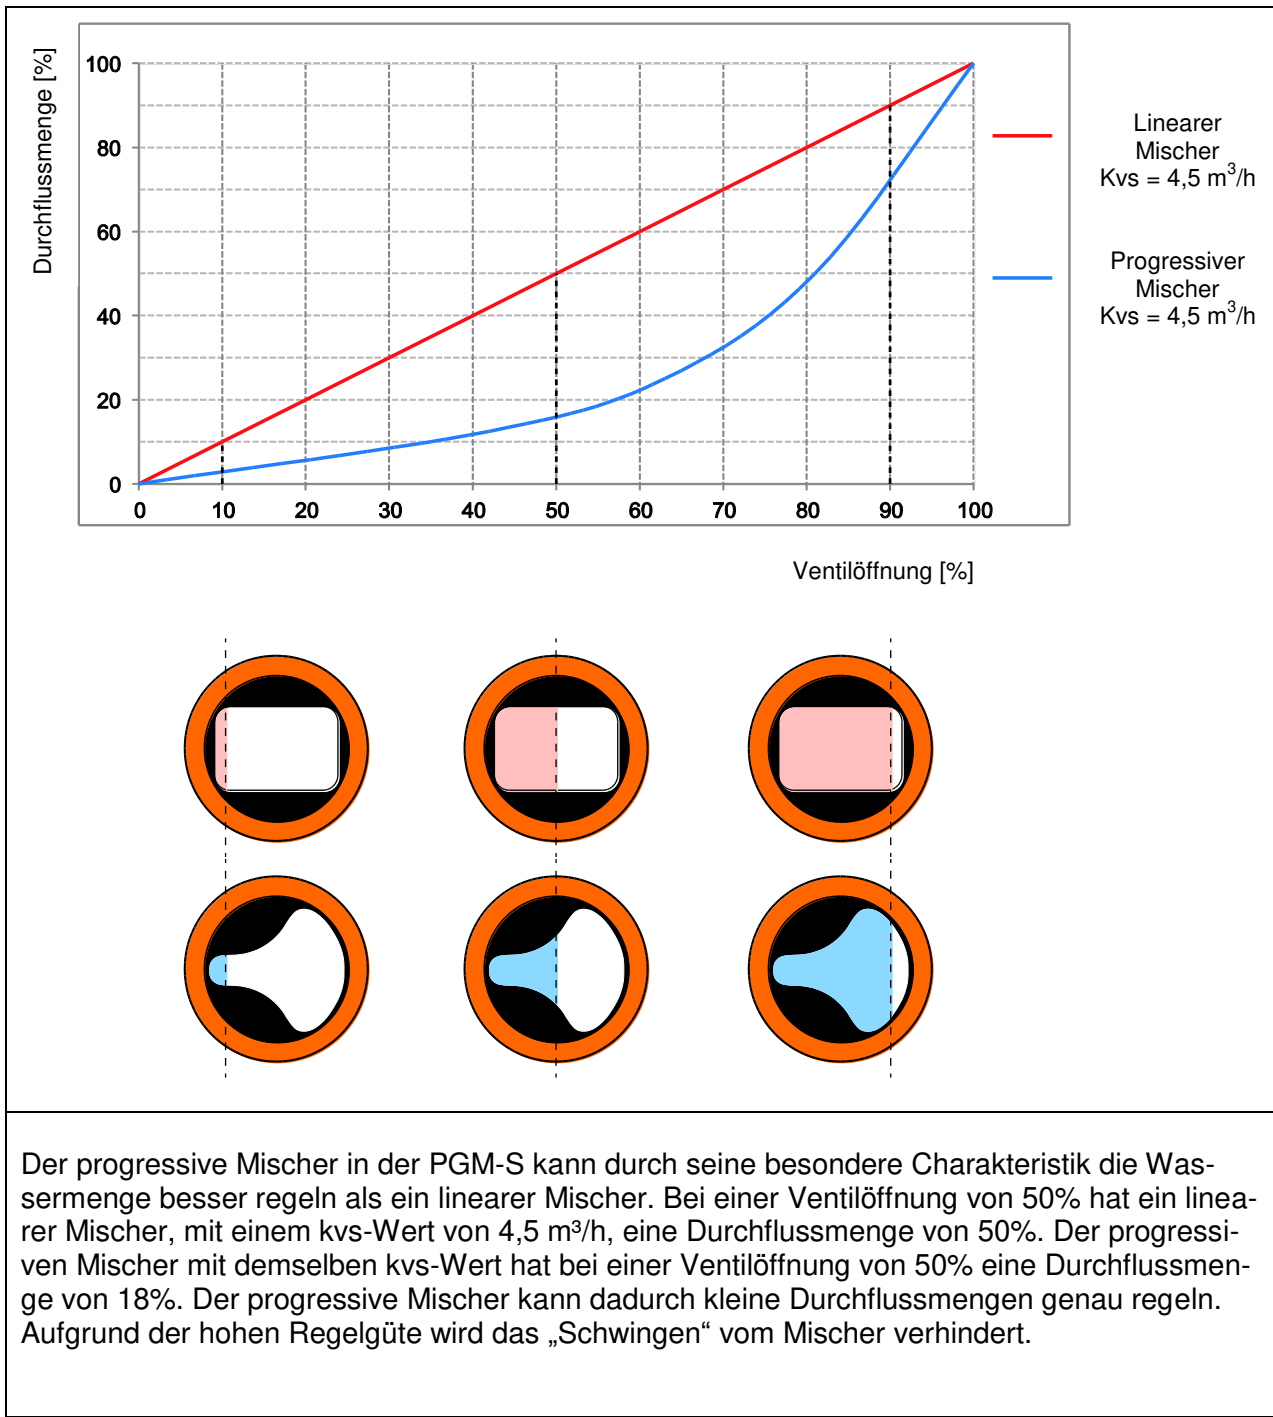 Durchflussmenge [%]
100
80
60
40
20
0
0 10 20 30 40 50 60 70 80 90 100
Ventilöffnung [%]
Linearer
Mischer
Kvs = 4,5 m³/h
Progressiver
Mischer
Kvs = 4,5 m³/h
Der progressive Mischer in der PGM-S kann durch seine besondere Charakteristik die Was-
sermenge besser regeln als ein linearer Mischer. Bei einer Ventilöffnung von 50% hat ein linea-
rer Mischer, mit einem kvs-Wert von 4,5 m³/h, eine Durchflussmenge von 50%. Der progressi-
ven Mischer mit demselben kvs-Wert hat bei einer Ventilöffnung von 50% eine Durchflussmen-
ge von 18%. Der progressive Mischer kann dadurch kleine Durchflussmengen genau regeln.
Aufgrund der hohen Regelgüte wird das „Schwingen“ vom Mischer verhindert.